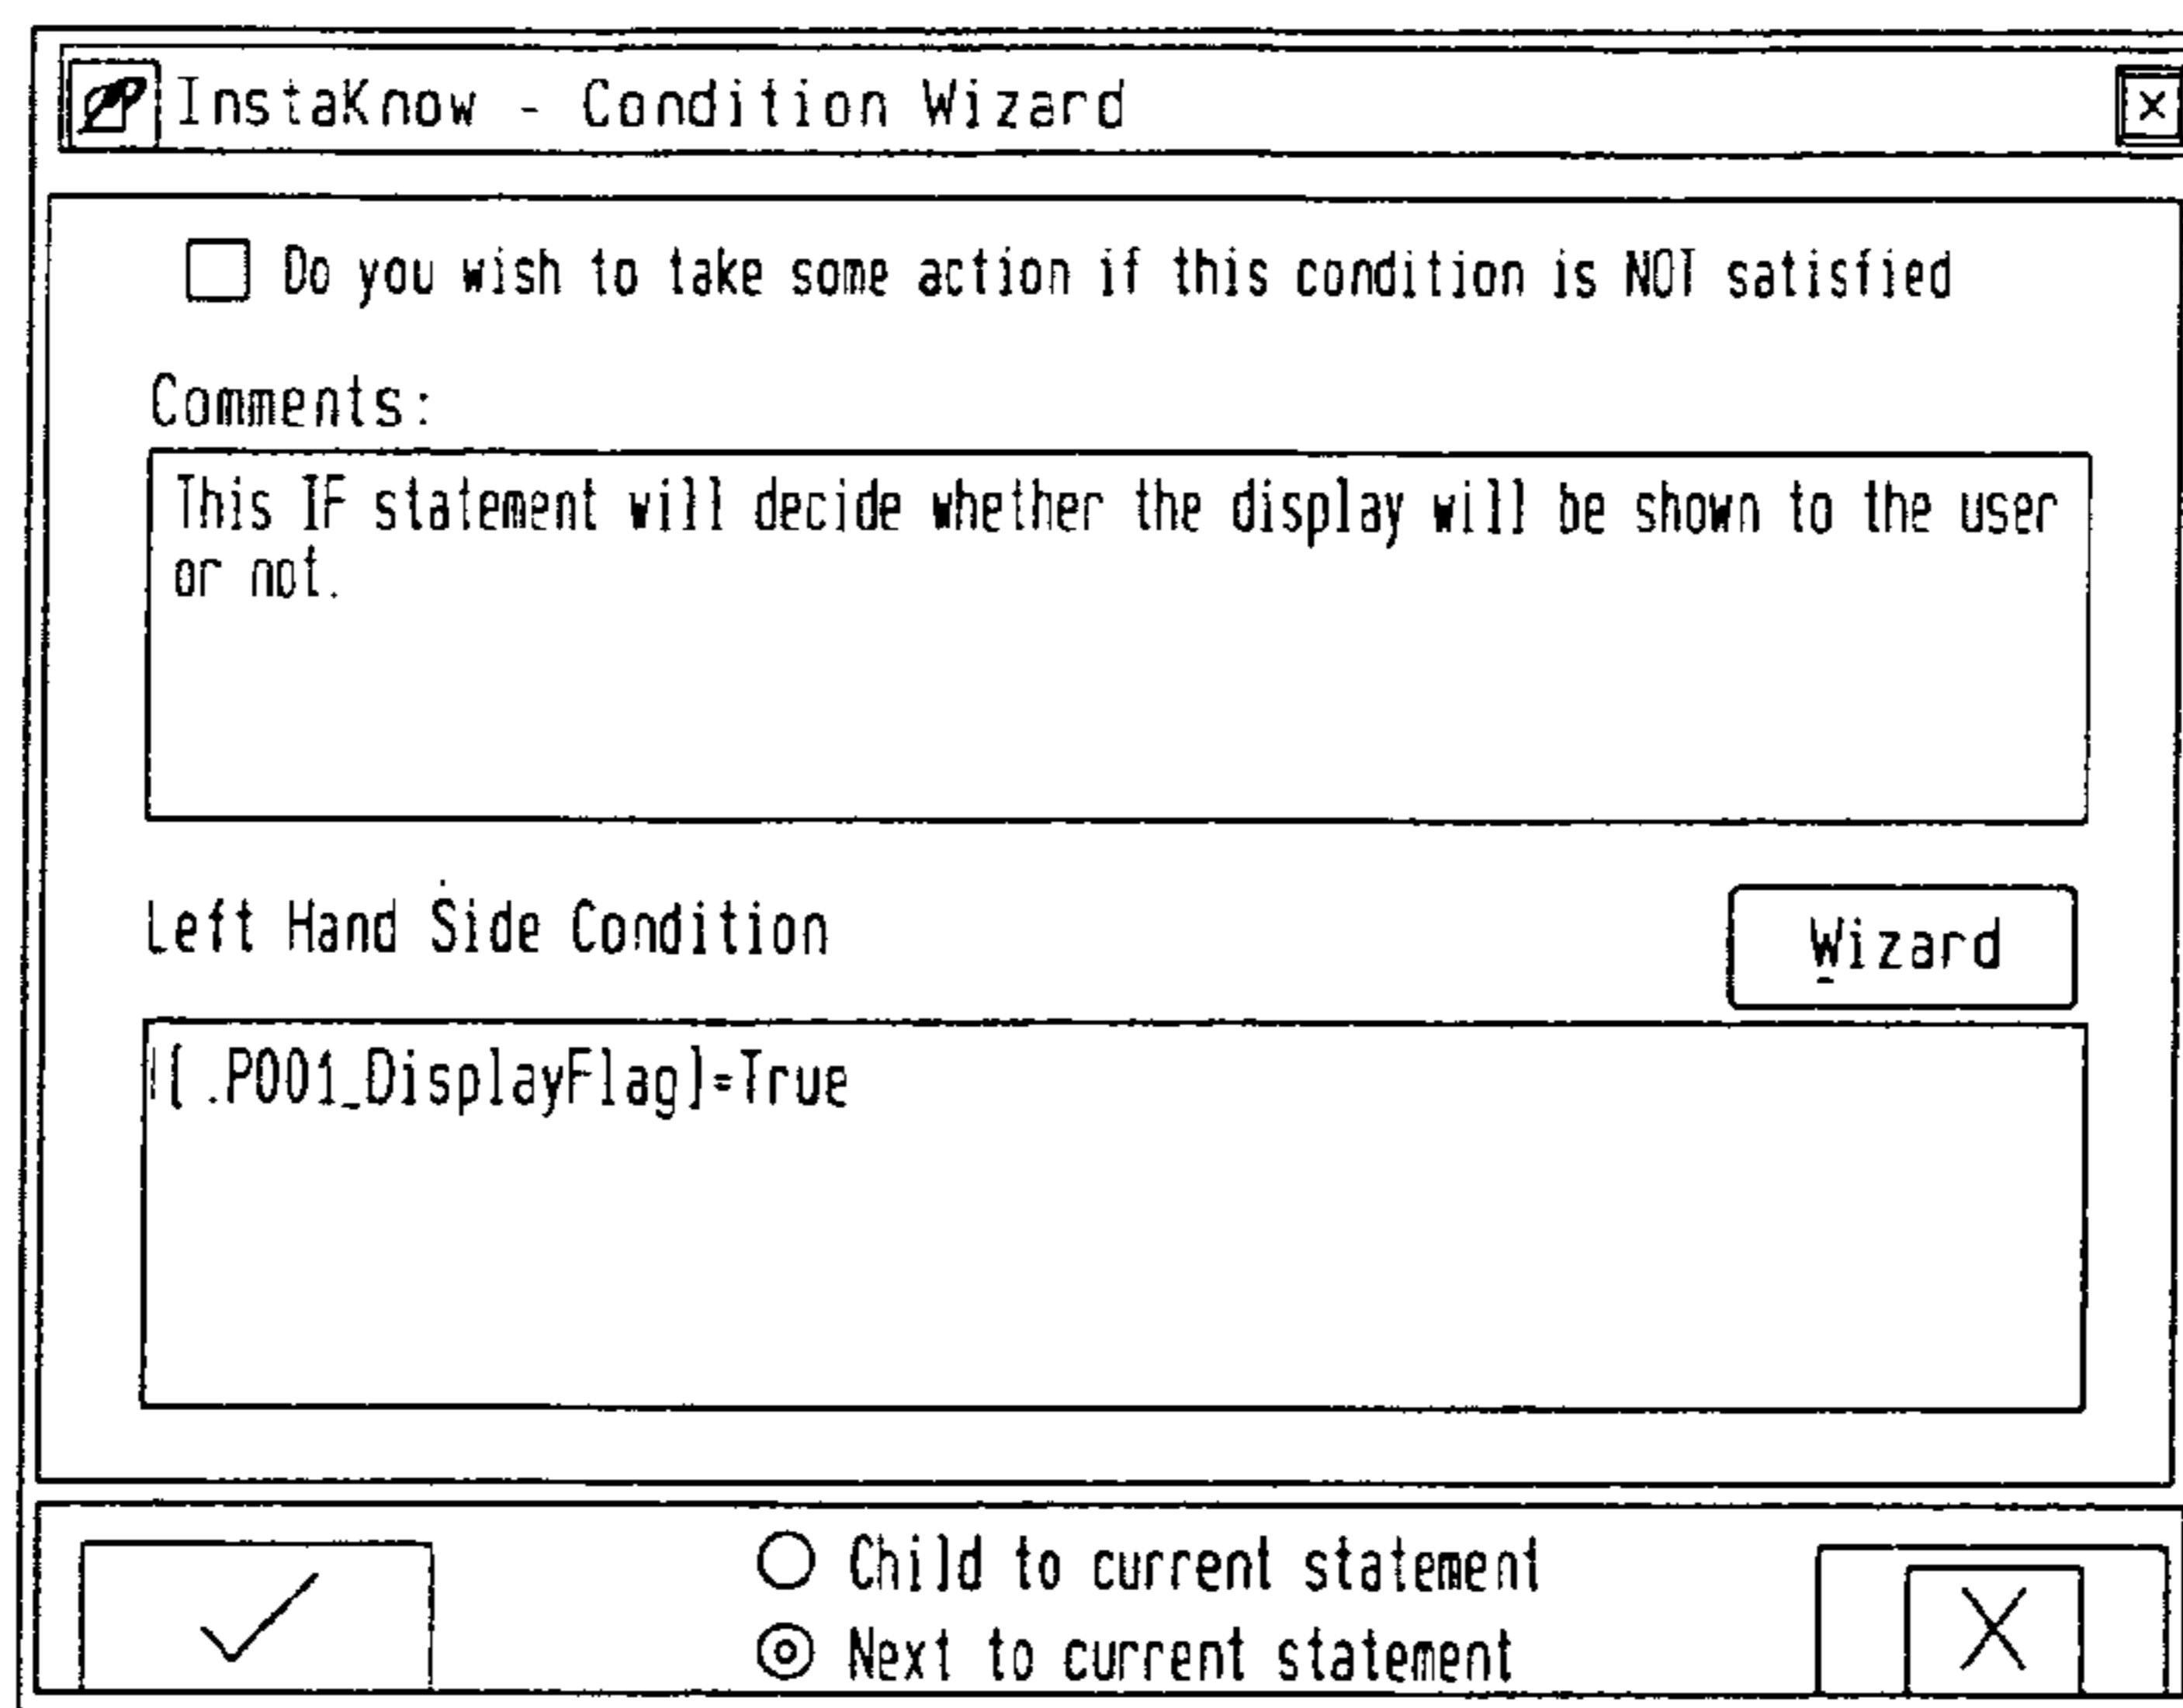 InstaKnow - Condition Wizard
Do you wish to take some action if this condition is NOT satisfied
Comments:
This IF statement will decide whether the display will be shown to the user
or not.
Left Hand Side Condition
Wizard
[.P001_DisplayFlag]=True
Child to current statement
Next to current statement